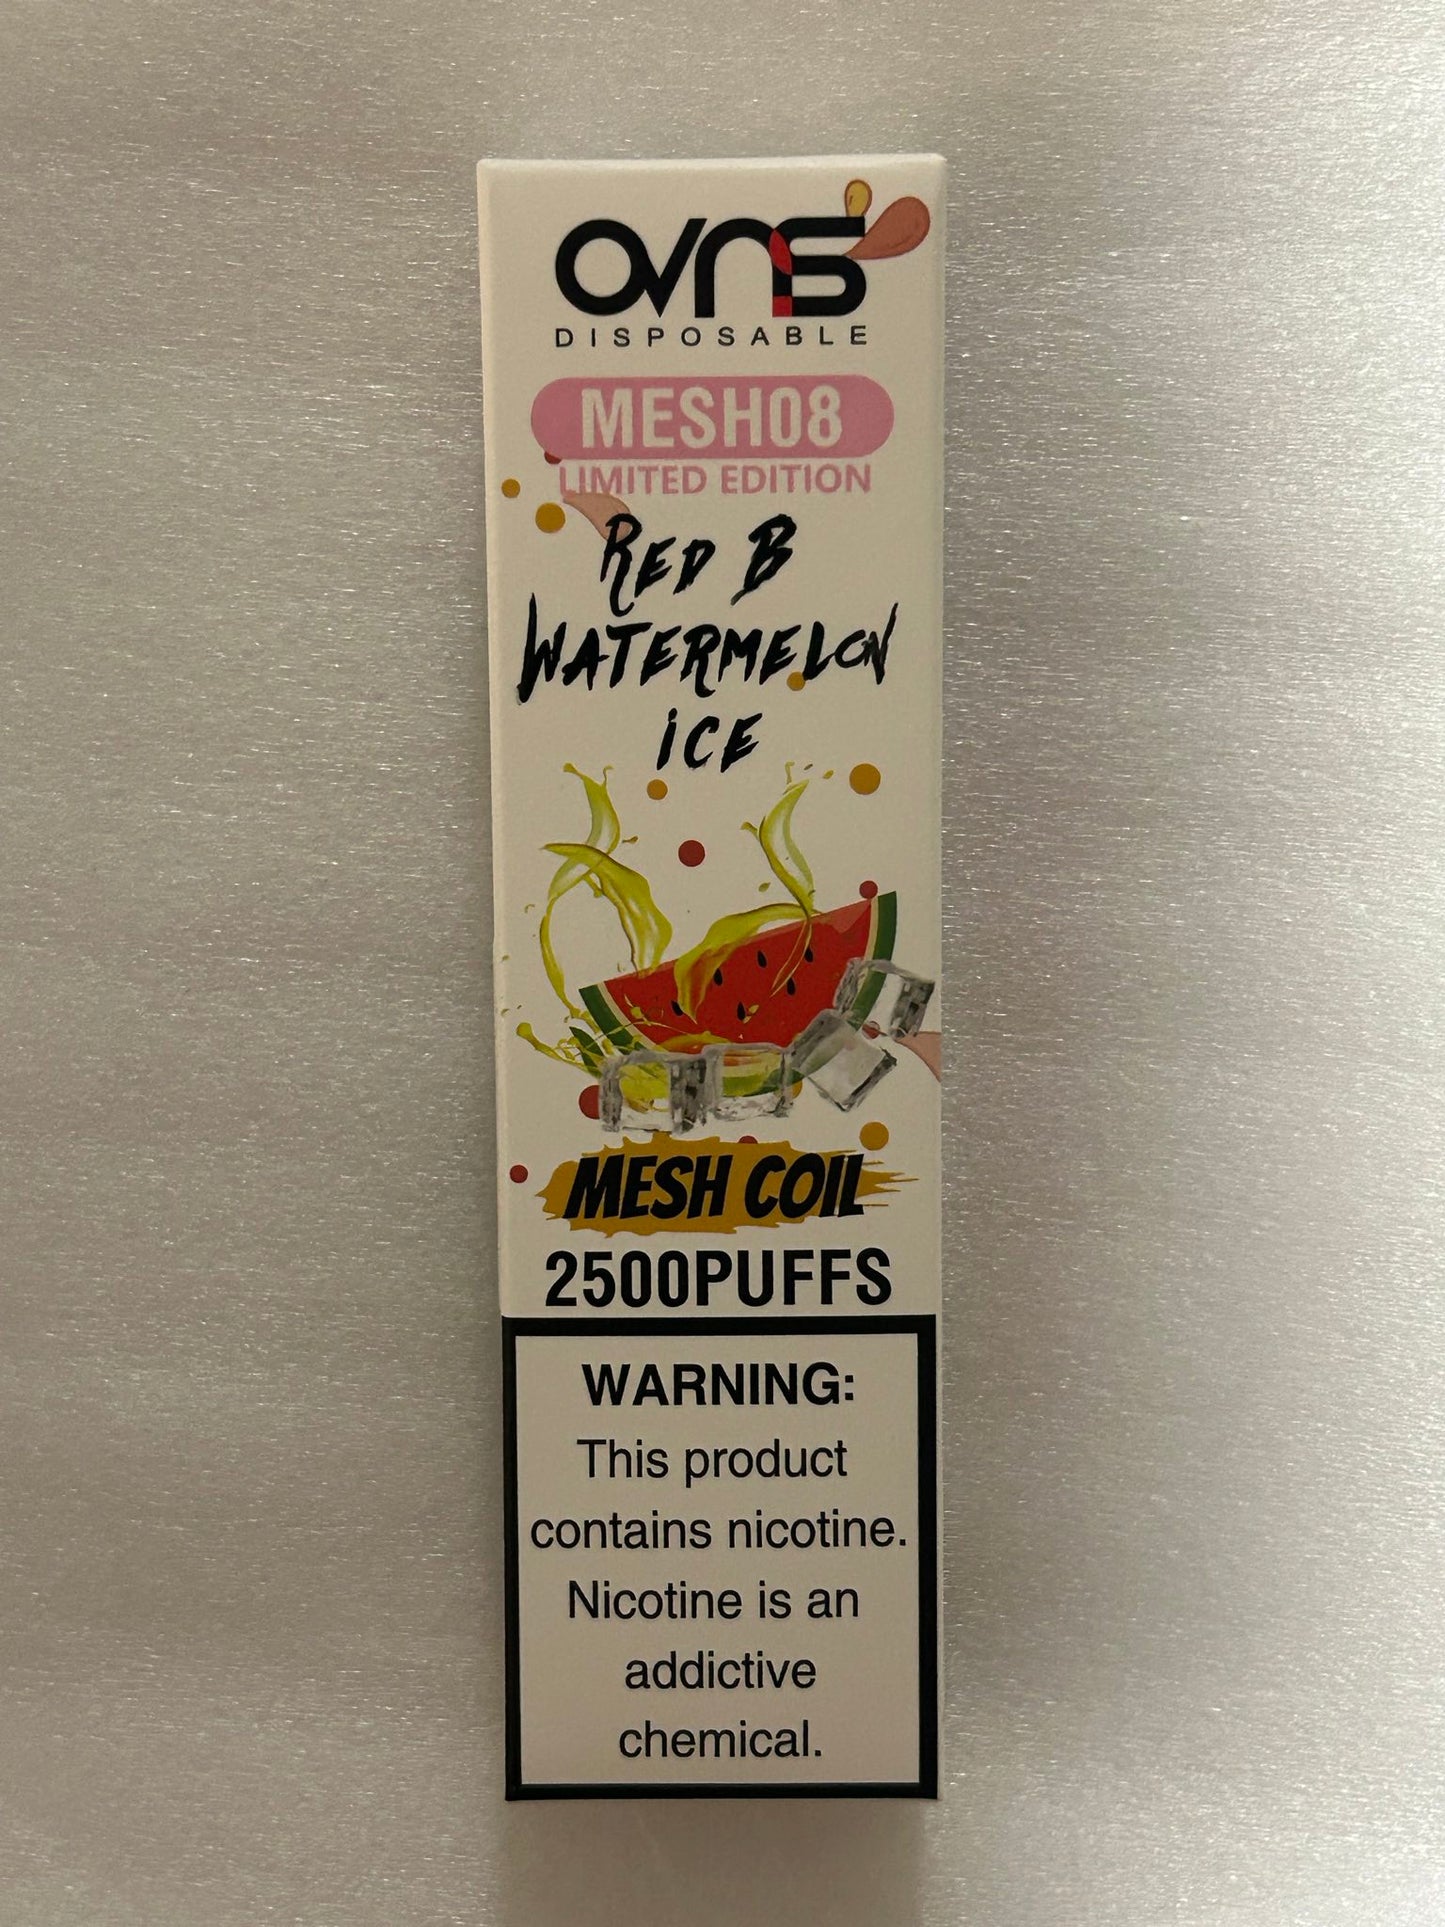 OVNS
DISPOSABLE
MESH08
LIMITED EDITION
RED B
WATERMELON
iCE
MESH COIL
2500PUFFS
WARNING:
This product
contains nicotine.
Nicotine is an
addictive
chemical.